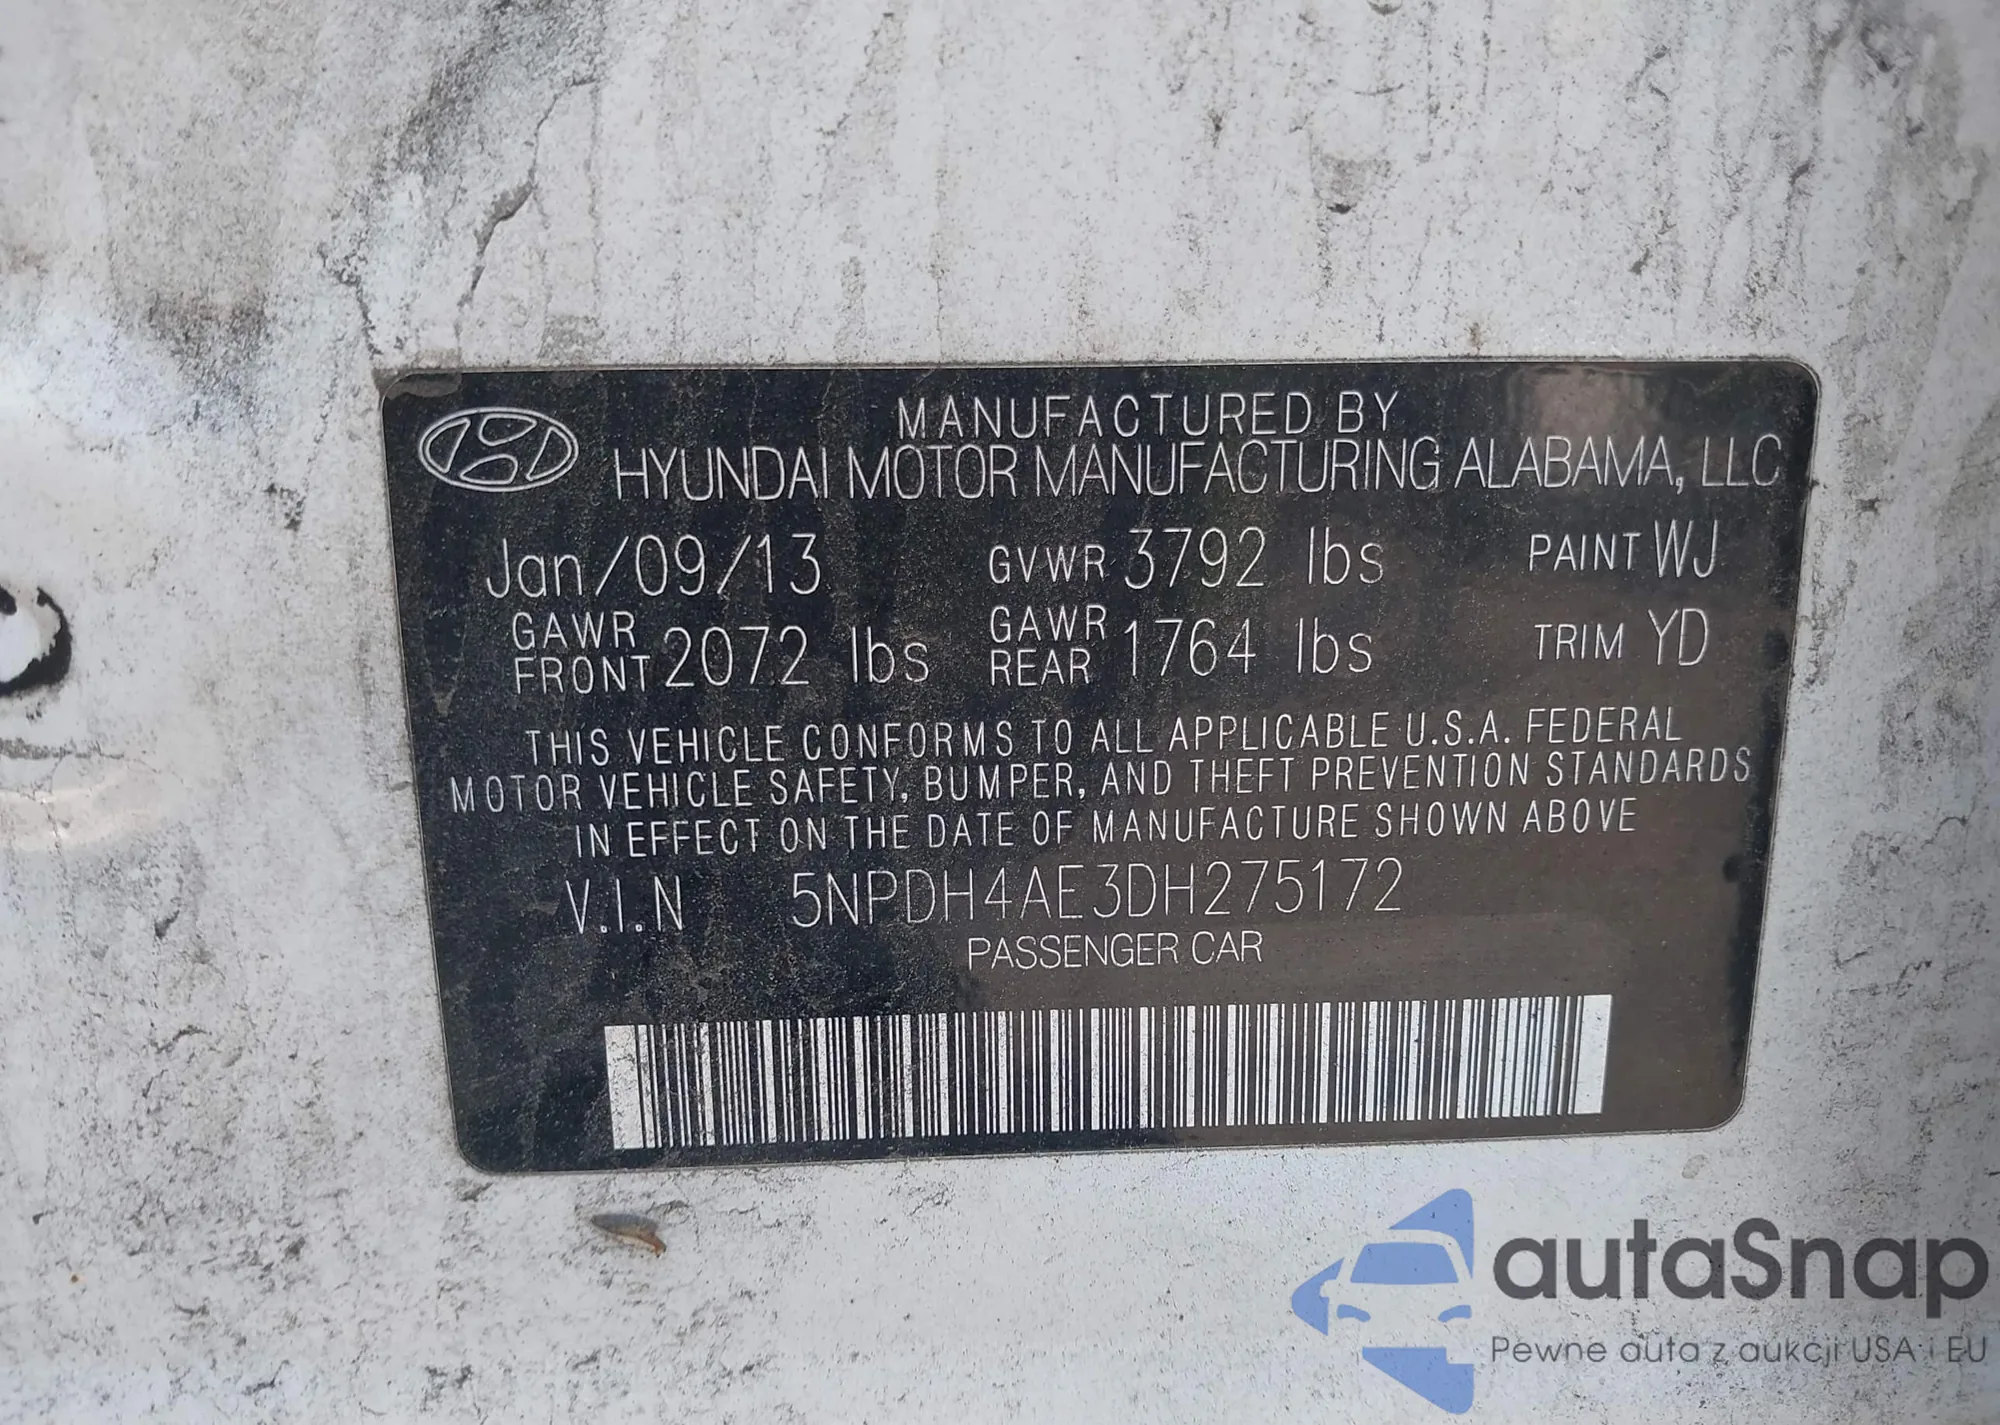 MANUFACTURED BY
HYUNDAI MOTOR MANUFACTURING ALABAMA, LLC
Jan/09/13 GVWR 3792 lbs PAINT WJ
GAWR FRONT 2072 lbs GAWR REAR 1764 lbs TRIM YD
THIS VEHICLE CONFORMS TO ALL APPLICABLE U.S.A. FEDERAL
MOTOR VEHICLE SAFETY, BUMPER, AND THEFT PREVENTION STANDARDS
IN EFFECT ON THE DATE OF MANUFACTURE SHOWN ABOVE
V.I.N 5NPDH4AE3DH275172
PASSENGER CAR
autaSnap
Pewne auta z aukcji USA i EU